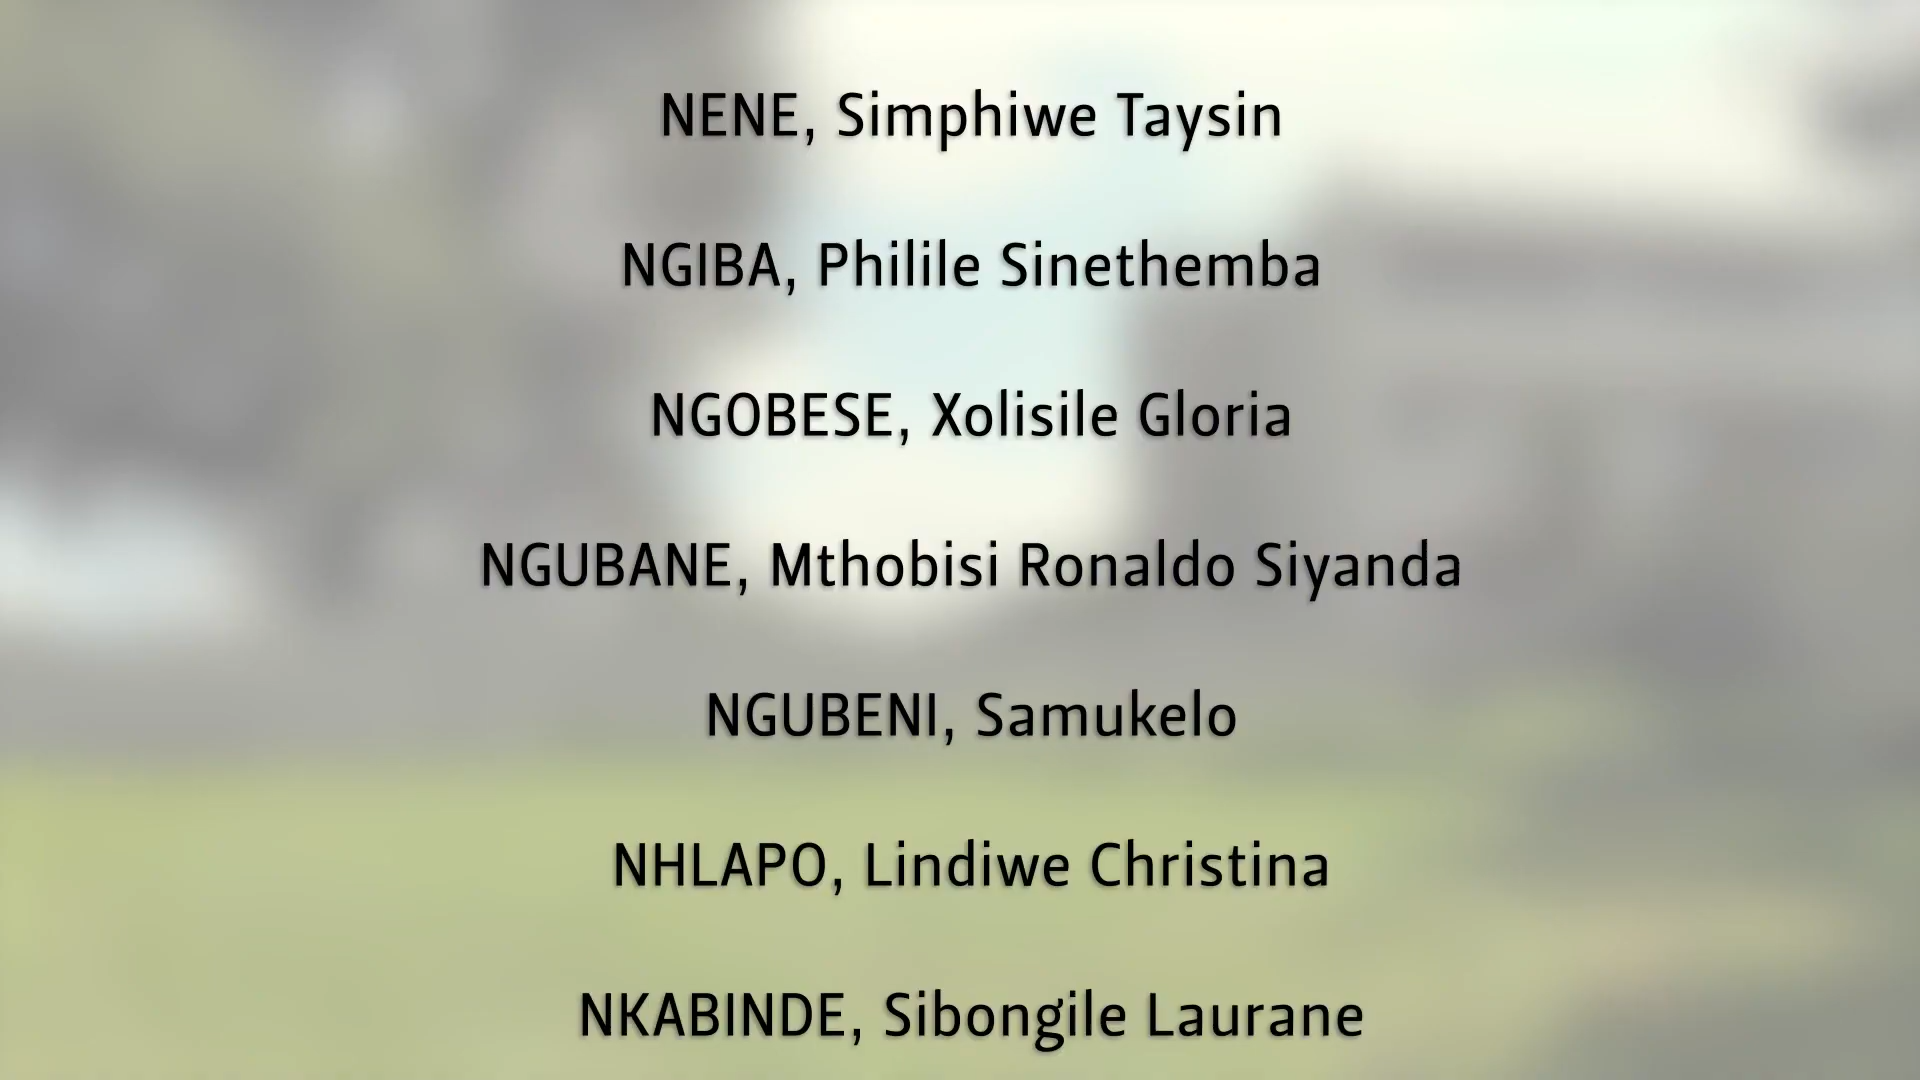 NENE, Simphiwe Taysin
NGIBA, Philile Sinethemba
NGOBESE, Xolisile Gloria
NGUBANE, Mthobisi Ronaldo Siyanda
NGUBENI, Samukelo
NHLAPO, Lindiwe Christina
NKABINDE, Sibongile Laurane